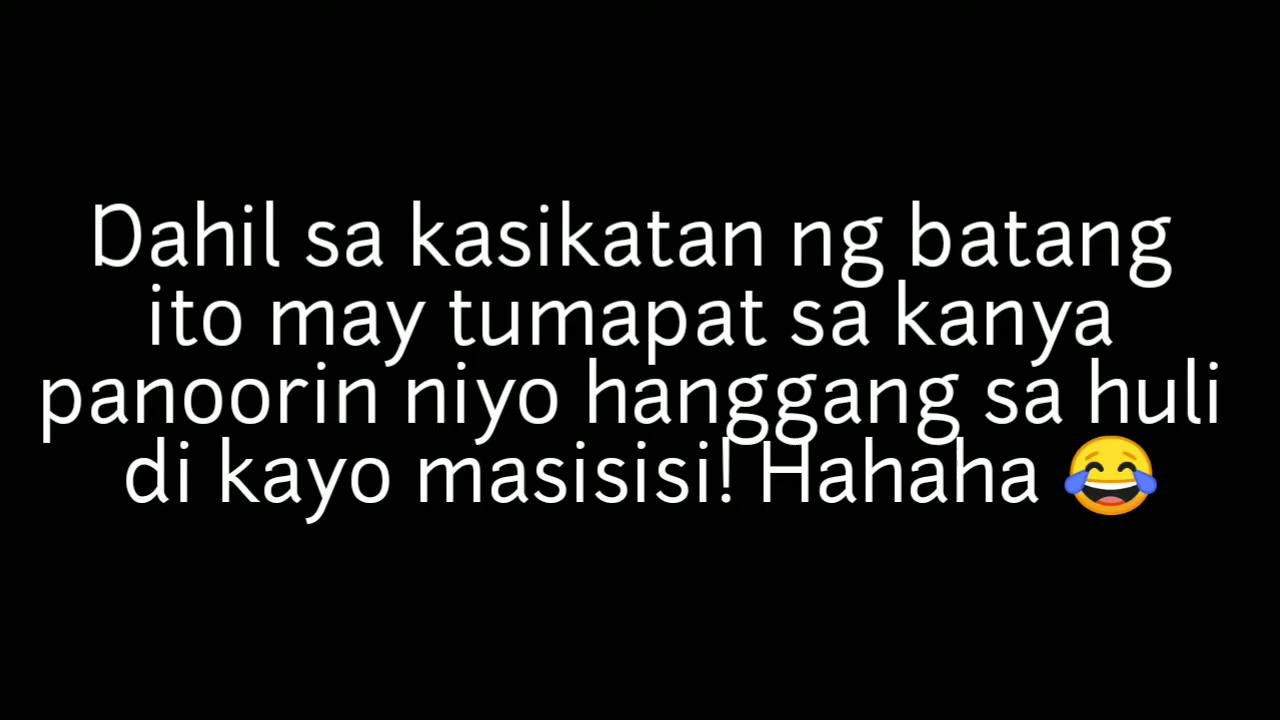 Dahil sa kasikatan ng batang
ito may tumapat sa kanya
panoorin niyo hanggang sa huli
di kayo masisisi! Hahaha 😂